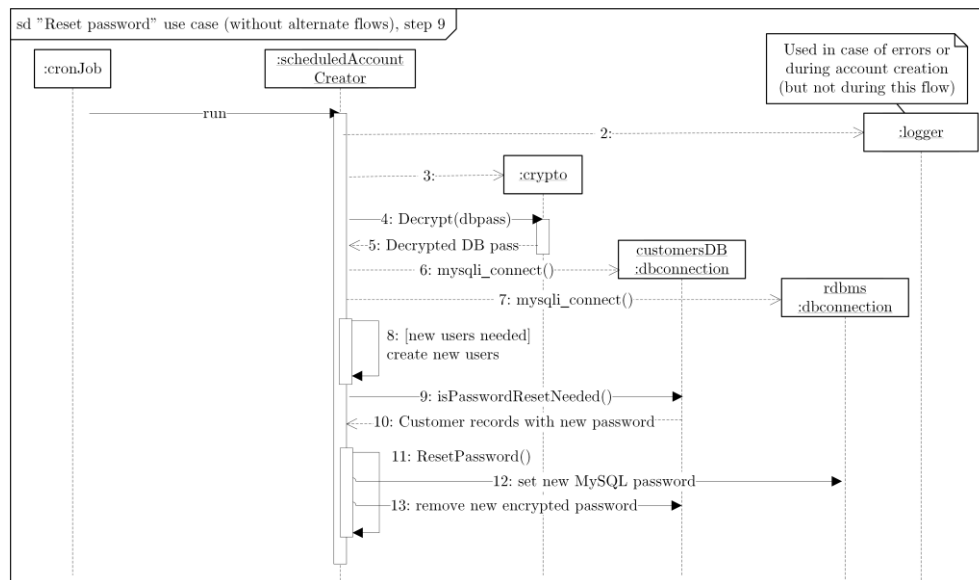 sd "Reset password" use case (without alternate flows), step 9
Used in case of errors or
during account creation
(but not during this flow)
:cronJob
:scheduledAccount
Creator
run
2:
:logger
3:
:crypto
4: Decrypt(dbpass)
5: Decrypted DB pass
customersDB
:dbconnection
6: mysqli_connect()
rdbms
:dbconnection
7: mysqli_connect()
8: [new users needed]
create new users
9: isPasswordResetNeeded()
10: Customer records with new password
11: ResetPassword()
12: set new MySQL password
13: remove new encrypted password